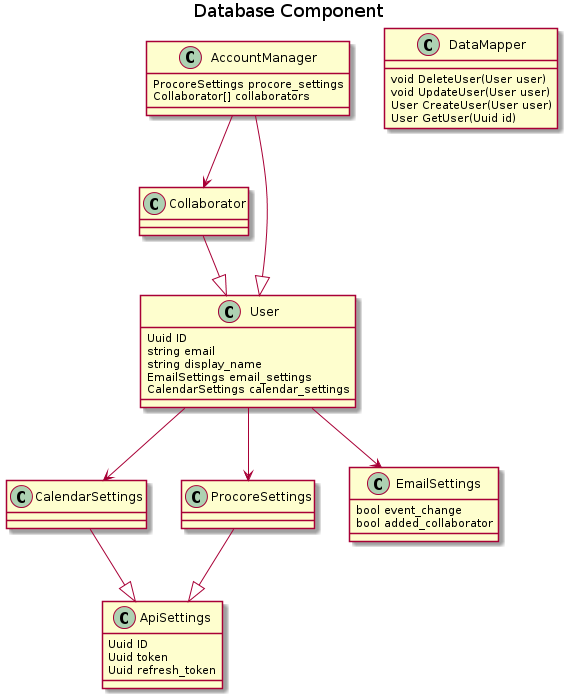 Database Component
C AccountManager
ProcoreSettings procore_settings
Collaborator[] collaborators
C DataMapper
void DeleteUser(User user)
void UpdateUser(User user)
User CreateUser(User user)
User GetUser(Uuid id)
C Collaborator
C User
Uuid ID
string email
string display_name
EmailSettings email_settings
CalendarSettings calendar_settings
C CalendarSettings
C ProcoreSettings
C EmailSettings
bool event_change
bool added_collaborator
C ApiSettings
Uuid ID
Uuid token
Uuid refresh_token